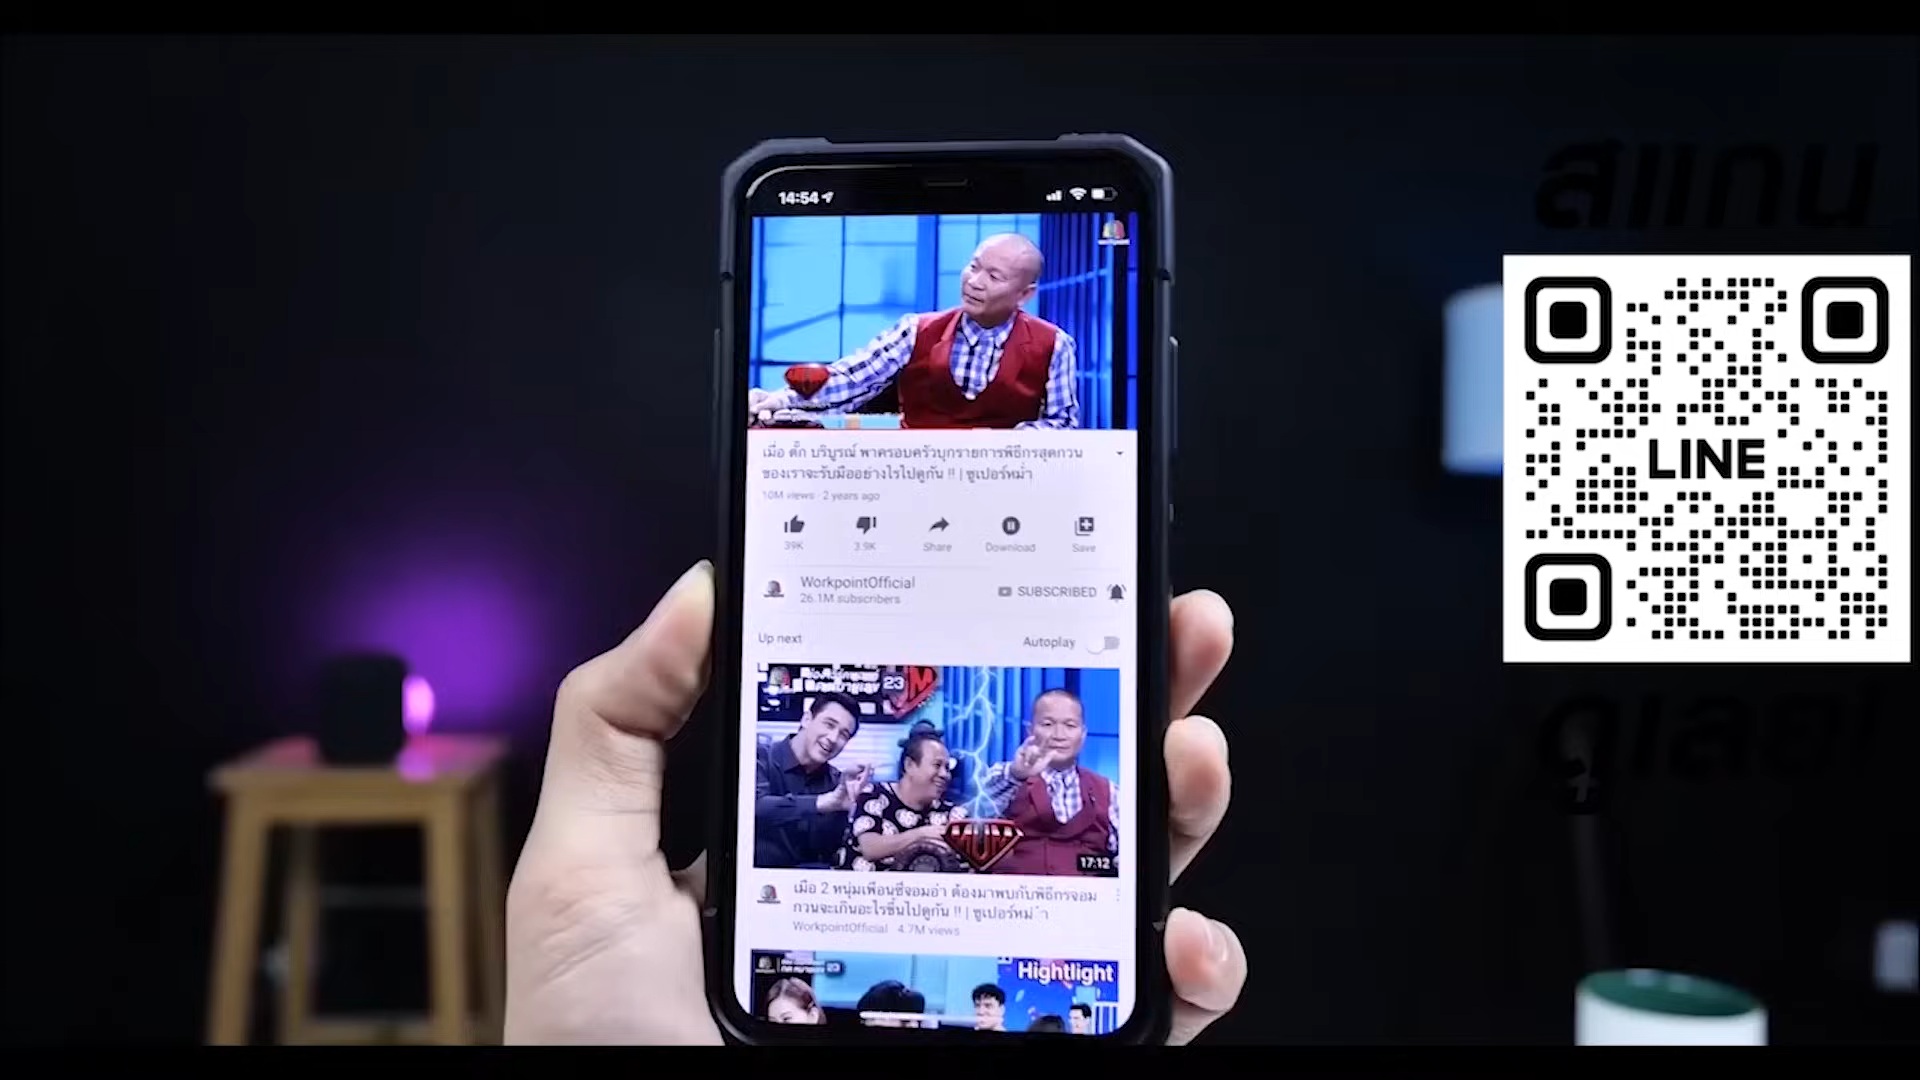 สแกน
14:54
เมื่อ ตั๊ก บริบูรณ์ พาครอบครัวบุกรายการพิธีกรสุดกวน
ของเราจะรับมืออย่างไรไปดูกัน !! | ซูเปอร์หม่ำ
10M views · 2 years ago
39K
3.9K
Share
Download
Save
WorkpointOfficial
26.1M subscribers
SUBSCRIBED
Up next
Autoplay
LINE
23
MUM
17:12
เมื่อ 2 หนุ่มเพื่อนซี้จอมอำ ต้องมาพบกับพิธีกรจอม
กวนจะเกิดอะไรขึ้นไปดูกัน !! | ซูเปอร์หม่ำ
WorkpointOfficial · 4.7M views
23
Hightlight